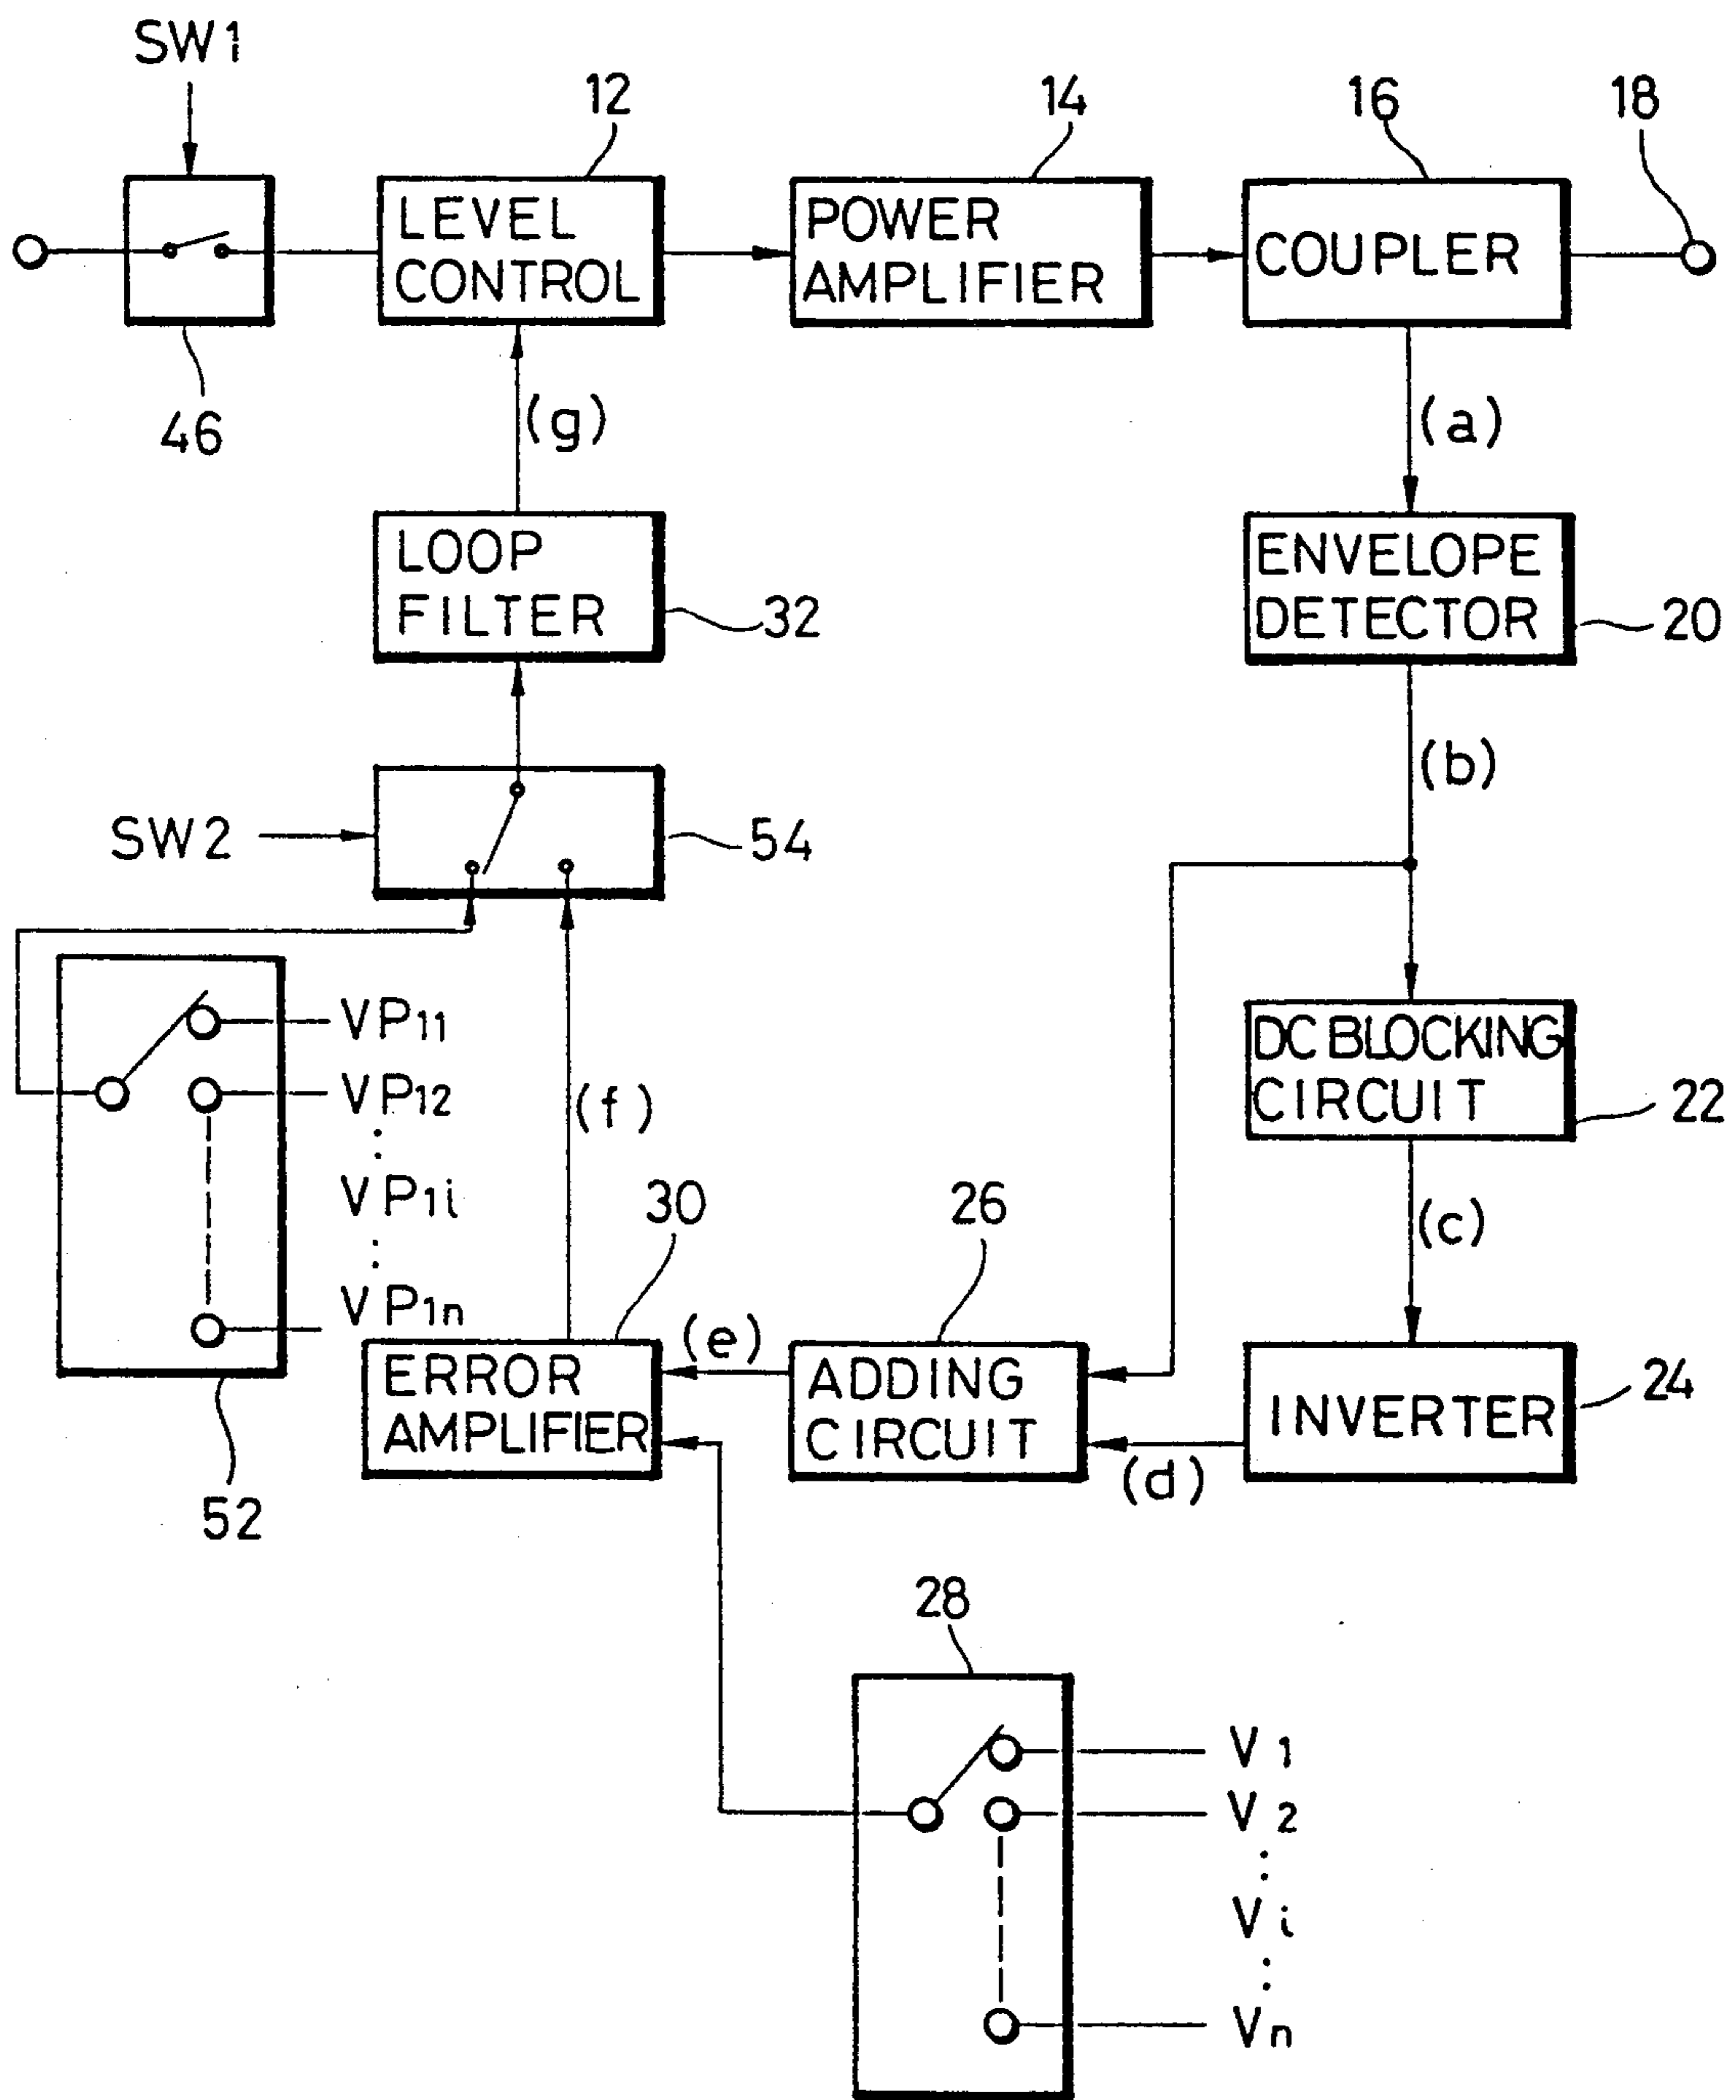 SW1
12
14
16
18
LEVEL
CONTROL
POWER
AMPLIFIER
COUPLER
46
(g)
(a)
LOOP
FILTER
32
ENVELOPE
DETECTOR
20
(b)
SW2
54
VP11
VP12
VP1i
VP1n
52
(f)
DC BLOCKING
CIRCUIT
22
(c)
30
26
(e)
ERROR
AMPLIFIER
ADDING
CIRCUIT
(d)
INVERTER
24
28
V1
V2
Vi
Vn